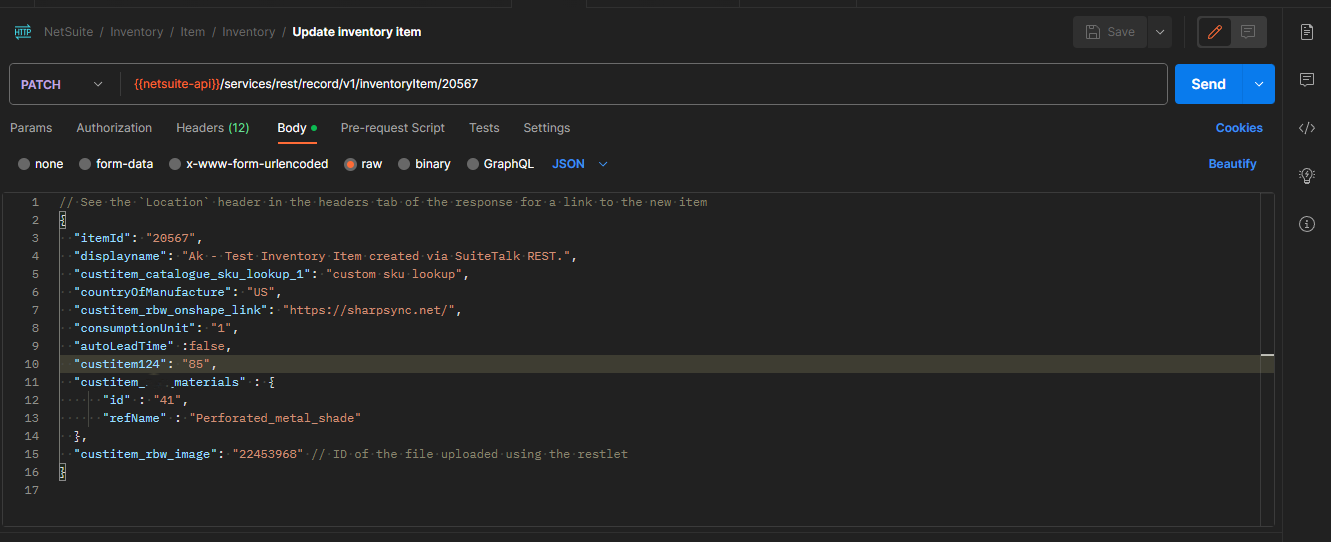 HTTP NetSuite / Inventory / Item / Inventory / Update inventory item Save
PATCH {{netsuite-api}}/services/rest/record/v1/inventoryItem/20567 Send
Params Authorization Headers (12) Body Pre-request Script Tests Settings Cookies
none form-data x-www-form-urlencoded raw binary GraphQL JSON Beautify
1 // See the `Location` header in the headers tab of the response for a link to the new item
2 {
3 "itemId": "20567",
4 "displayname": "Ak - Test Inventory Item created via SuiteTalk REST.",
5 "custitem_catalogue_sku_lookup_1": "custom sku lookup",
6 "countryOfManufacture": "US",
7 "custitem_rbw_onshape_link": "https://sharpsync.net/",
8 "consumptionUnit": "1",
9 "autoLeadTime" :false,
10 "custitem124": "85",
11 "custitem_ _materials" : {
12 "id" : "41",
13 "refName" : "Perforated_metal_shade"
14 },
15 "custitem_rbw_image": "22453968" // ID of the file uploaded using the restlet
16 }
17